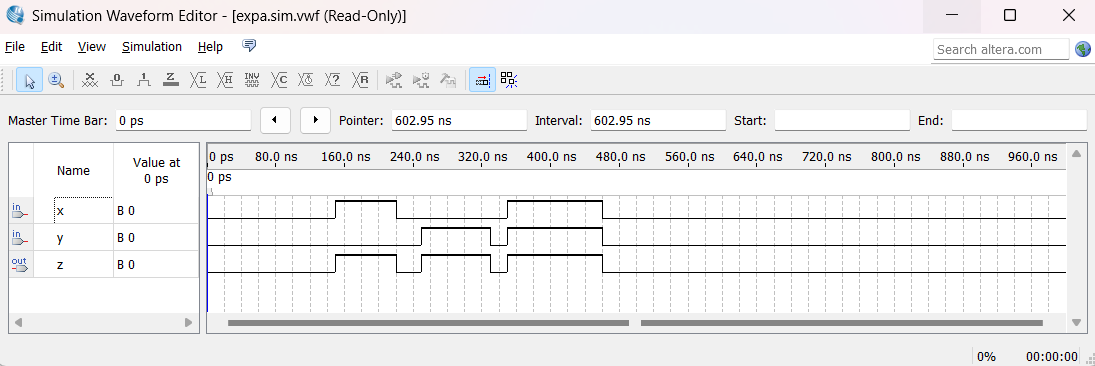 Simulation Waveform Editor - [expa.sim.vwf (Read-Only)]
File Edit View Simulation Help
Search altera.com
Master Time Bar: 0 ps Pointer: 602.95 ns Interval: 602.95 ns Start: End:
Name Value at 0 ps
0 ps 80.0 ns 160.0 ns 240.0 ns 320.0 ns 400.0 ns 480.0 ns 560.0 ns 640.0 ns 720.0 ns 800.0 ns 880.0 ns 960.0 ns
0 ps
in x B 0
in y B 0
out z B 0
0% 00:00:00